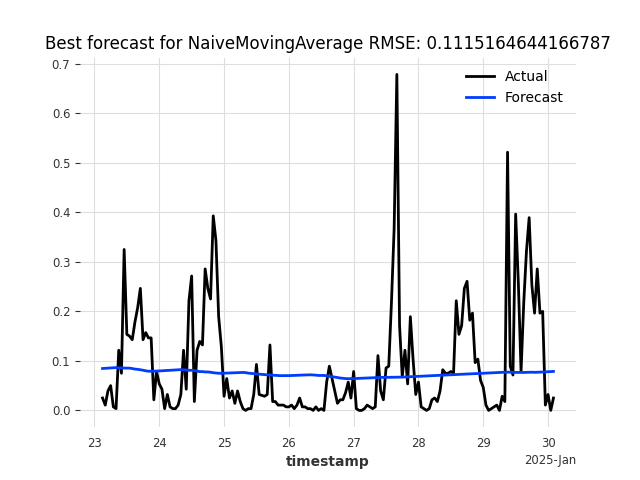 Best forecast for NaiveMovingAverage RMSE: 0.1115164644166787
Actual
Forecast
0.7
0.6
0.5
0.4
0.3
0.2
0.1
0.0
23 24 25 26 27 28 29 30
timestamp
2025-Jan